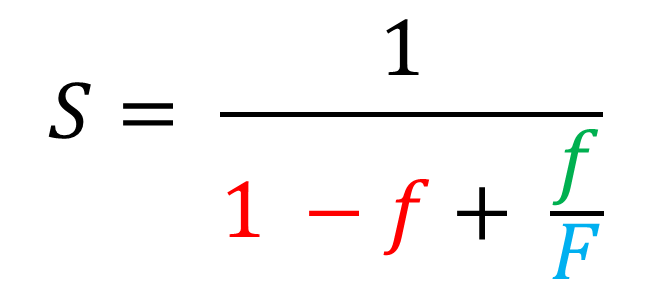 S = 1 / (1 − f + f / F)